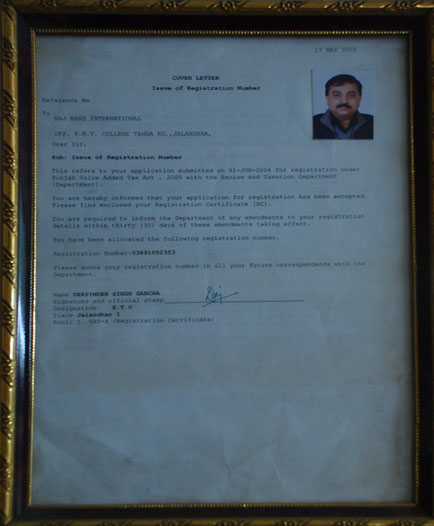 27 MAY 2005
COVER LETTER
Issue of Registration Number
Reference No
To
RAJ HANS INTERNATIONAL
OPP. K.M.V. COLLEGE TANDA RD.,JALANDHAR,
Dear Sir,
Sub: Issue of Registration Number
This refers to your application submitted on 01-JUN-2004 for registration under
Punjab Value Added Tax Act , 2005 with the Excise and Taxation Department
(Department).
You are hereby informed that your application for registration has been accepted.
Please find enclosed your Registration Certificate (RC).
You are required to inform the Department of any amendments to your registration
details within thirty (30) days of these amendments taking effect.
You have been allocated the following registration number.
Registration Number:03891052353
Please quote your registration number in all your future correspondence with the
Department.
Name DEEPINDER SINGH GARCHA
Signature and official stamp
Designation E.T.O
Place Jalandhar 1
Encl: 1. VAT-4 (Registration Certificate)